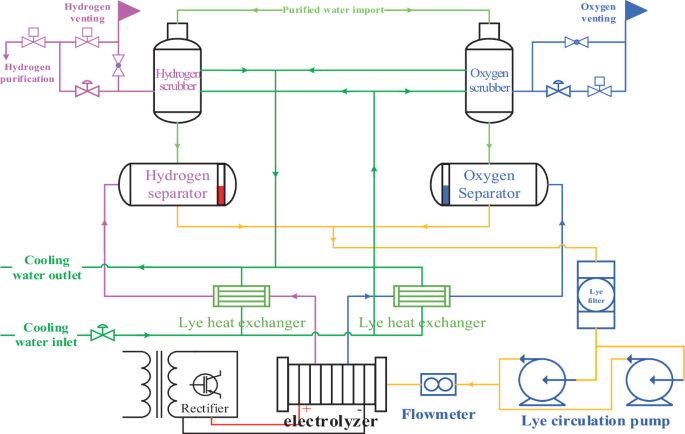 Hydrogen
venting
Purified water import
Oxygen
venting
Hydrogen
purification
Hydrogen
scrubber
Oxygen
scrubber
Hydrogen
separator
Oxygen
Separator
Cooling
water outlet
Lye
filter
Lye heat exchanger
Lye heat exchanger
Cooling
water inlet
Rectifier
+
-
electrolyzer
Flowmeter
Lye circulation pump